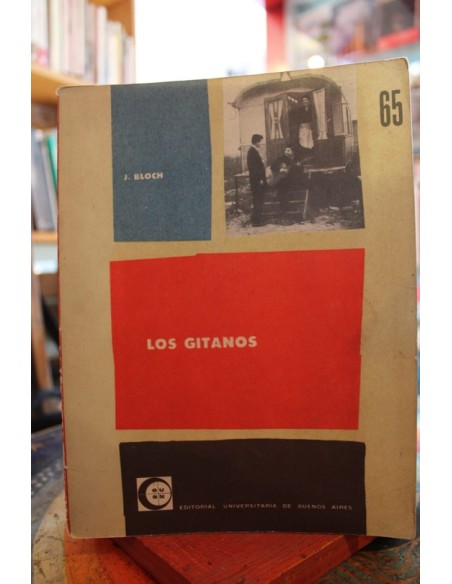 65
J. BLOCH
LOS GITANOS
EDITORIAL UNIVERSITARIA DE BUENOS AIRES